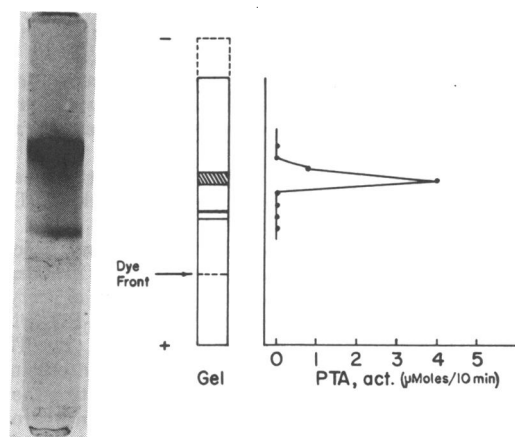 −
Dye
Front
+
Gel
0 1 2 3 4 5
PTA, act. (μMoles/10 min)